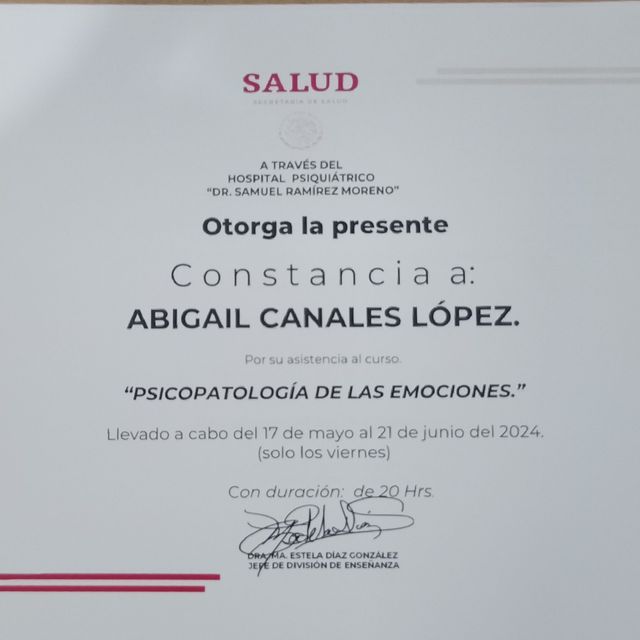 SALUD
SECRETARÍA DE SALUD
A TRAVÉS DEL
HOSPITAL PSIQUIÁTRICO
“DR. SAMUEL RAMÍREZ MORENO”
Otorga la presente
Constancia a:
ABIGAIL CANALES LÓPEZ.
Por su asistencia al curso.
“PSICOPATOLOGÍA DE LAS EMOCIONES.”
Llevado a cabo del 17 de mayo al 21 de junio del 2024.
(solo los viernes)
Con duración: de 20 Hrs.
DRA. MA. ESTELA DÍAZ GONZÁLEZ
JEFE DE DIVISIÓN DE ENSEÑANZA